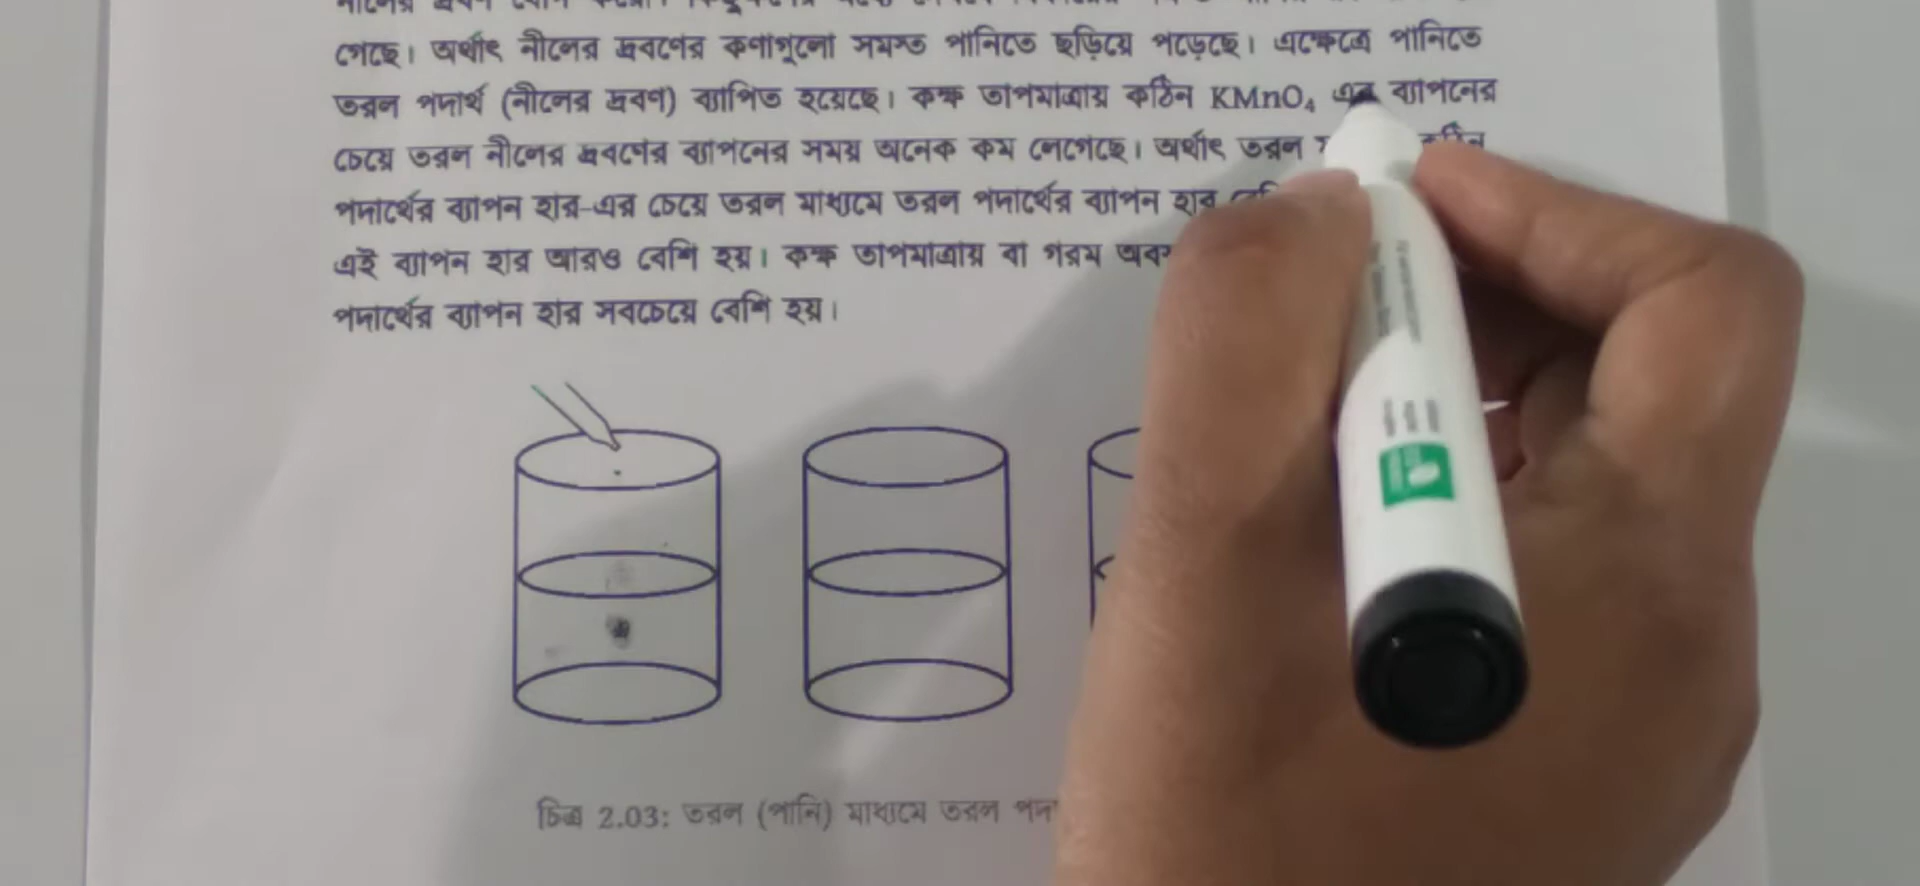 গেছে। অর্থাৎ নীলের দ্রবণের কণাগুলো সমস্ত পানিতে ছড়িয়ে পড়েছে। এক্ষেত্রে পানিতে
তরল পদার্থ (নীলের দ্রবণ) ব্যাপিত হয়েছে। কক্ষ তাপমাত্রায় কঠিন KMnO₄ এর ব্যাপনের
চেয়ে তরল নীলের দ্রবণের ব্যাপনের সময় অনেক কম লেগেছে। অর্থাৎ তরল কঠিন
পদার্থের ব্যাপন হার-এর চেয়ে তরল মাধ্যমে তরল পদার্থের ব্যাপন হার
এই ব্যাপন হার আরও বেশি হয়। কক্ষ তাপমাত্রায় বা গরম
পদার্থের ব্যাপন হার সবচেয়ে বেশি হয়।
চিত্র 2.03: তরল (পানি) মাধ্যমে তরল